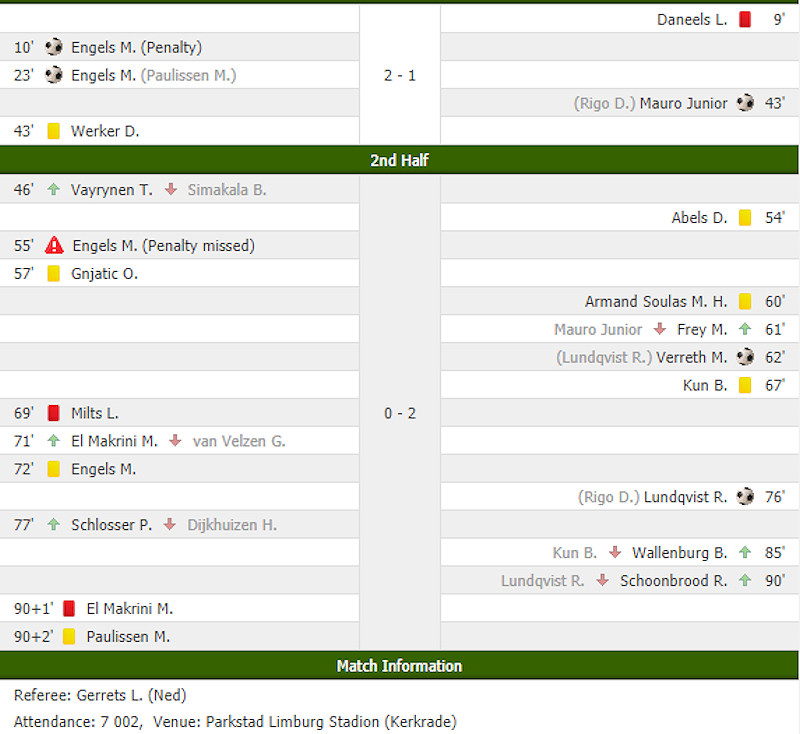 Daneels L. 9'
10' Engels M. (Penalty)
23' Engels M. (Paulissen M.) 2 - 1
(Rigo D.) Mauro Junior 43'
43' Werker D.
2nd Half
46' Vayrynen T. Simakala B.
Abels D. 54'
55' Engels M. (Penalty missed)
57' Gnjatic O.
Armand Soulas M. H. 60'
Mauro Junior Frey M. 61'
(Lundqvist R.) Verreth M. 62'
Kun B. 67'
69' Milts L. 0 - 2
71' El Makrini M. van Velzen G.
72' Engels M.
(Rigo D.) Lundqvist R. 76'
77' Schlosser P. Dijkhuizen H.
Kun B. Wallenburg B. 85'
Lundqvist R. Schoonbrood R. 90'
90+1' El Makrini M.
90+2' Paulissen M.
Match Information
Referee: Gerrets L. (Ned)
Attendance: 7 002, Venue: Parkstad Limburg Stadion (Kerkrade)